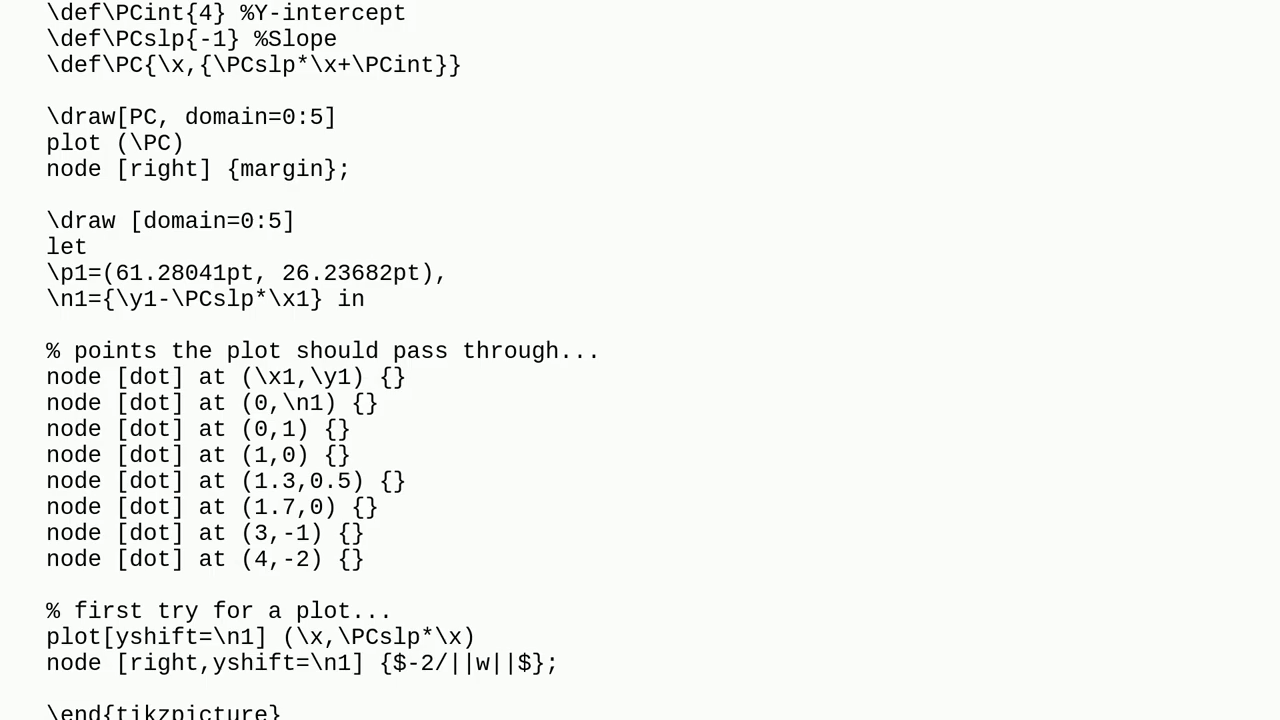 \def\PCint{4} %Y-intercept
\def\PCslp{-1} %Slope
\def\PC{\x,{\PCslp*\x+\PCint}}
\draw[PC, domain=0:5]
plot (\PC)
node [right] {margin};
\draw [domain=0:5]
let
\p1=(61.28041pt, 26.23682pt),
\n1={\y1-\PCslp*\x1} in
% points the plot should pass through...
node [dot] at (\x1,\y1) {}
node [dot] at (0,\n1) {}
node [dot] at (0,1) {}
node [dot] at (1,0) {}
node [dot] at (1.3,0.5) {}
node [dot] at (1.7,0) {}
node [dot] at (3,-1) {}
node [dot] at (4,-2) {}
% first try for a plot...
plot[yshift=\n1] (\x,\PCslp*\x)
node [right,yshift=\n1] {$-2/||w||$};
\end{tikzpicture}